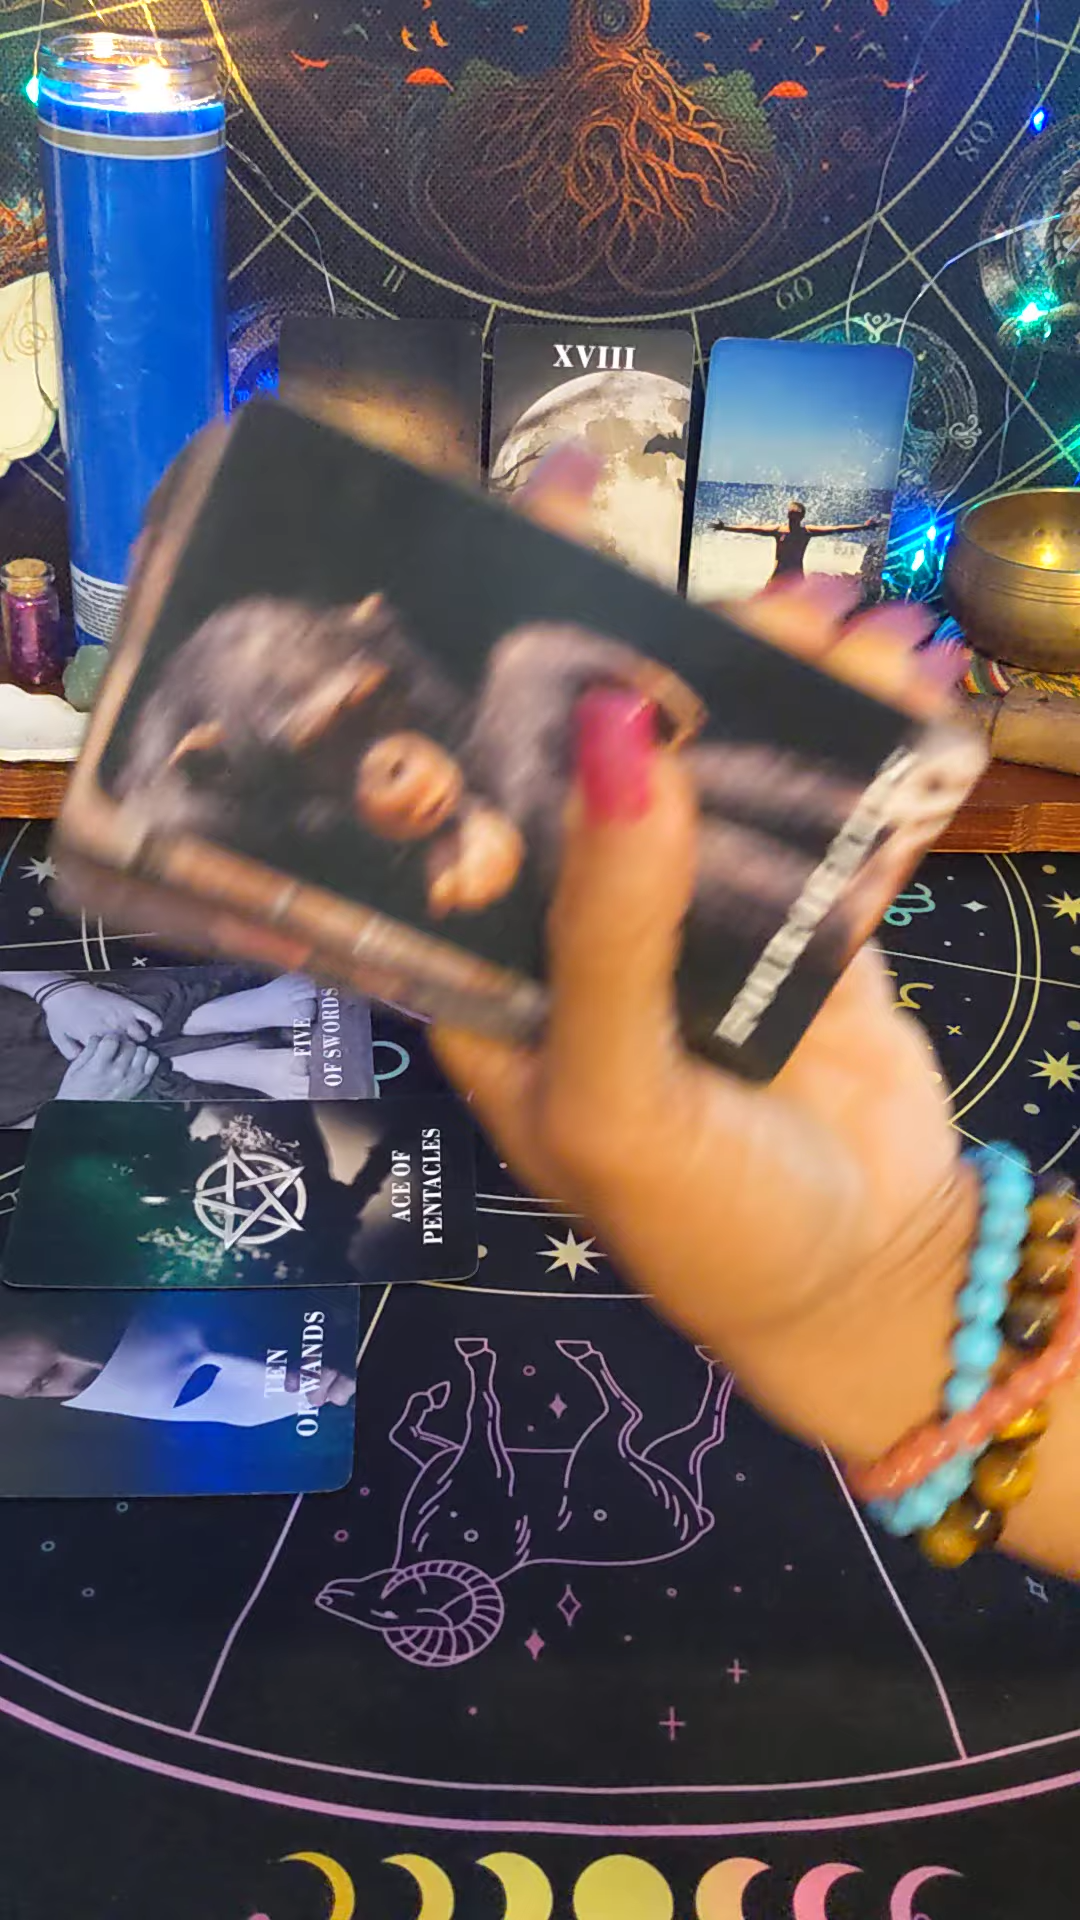 80
60
XVIII
FIVE
OF SWORDS
ACE OF
PENTACLES
TEN
OF WANDS